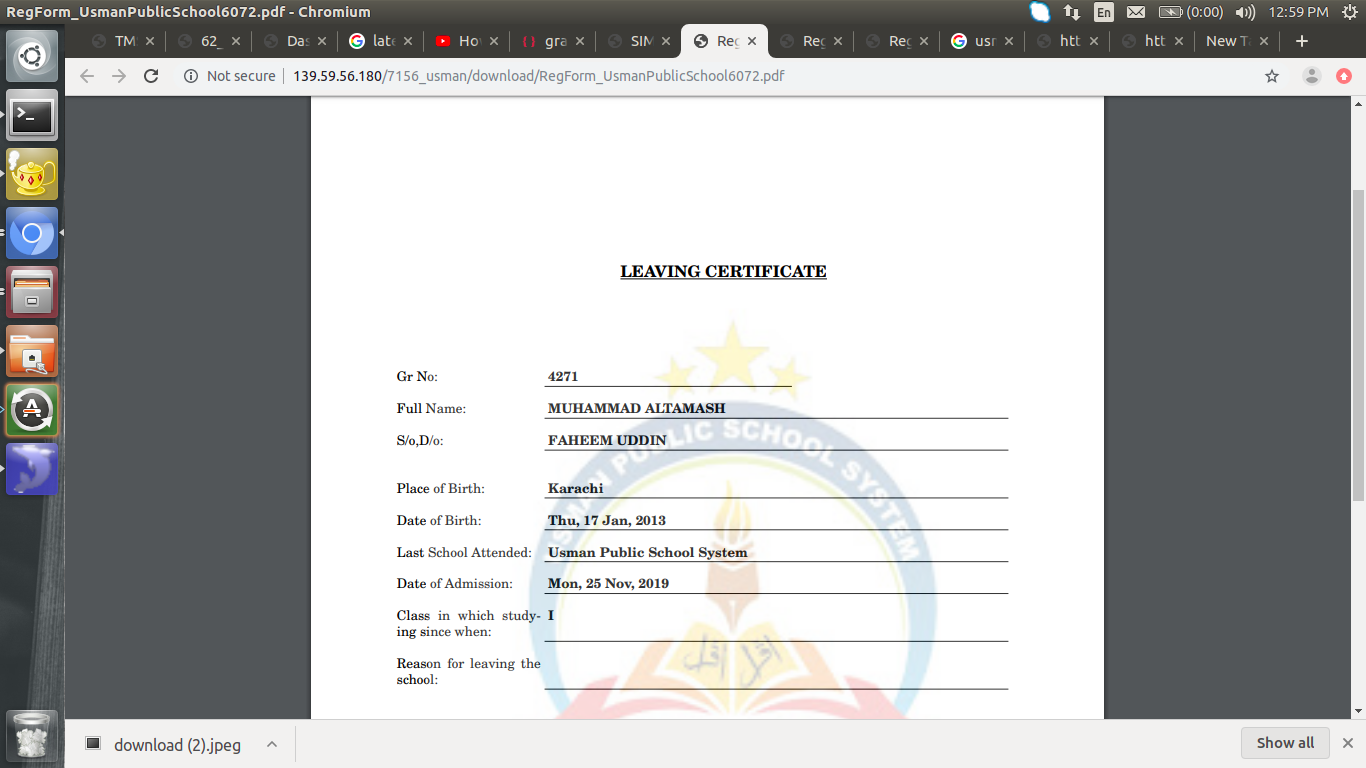 RegForm_UsmanPublicSchool6072.pdf - Chromium
En
(0:00)
12:59 PM
TM
62_
Das
late
How
gra
SIM
Reg
Reg
Reg
usr
htt
htt
New T
Not secure
139.59.56.180/7156_usman/download/RegForm_UsmanPublicSchool6072.pdf
LEAVING CERTIFICATE
Gr No: 4271
Full Name: MUHAMMAD ALTAMASH
S/o,D/o: FAHEEM UDDIN
Place of Birth: Karachi
Date of Birth: Thu, 17 Jan, 2013
Last School Attended: Usman Public School System
Date of Admission: Mon, 25 Nov, 2019
Class in which study- I
ing since when:
Reason for leaving the
school:
USMAN PUBLIC SCHOOL SYSTEM
اقرأ
download (2).jpeg
Show all